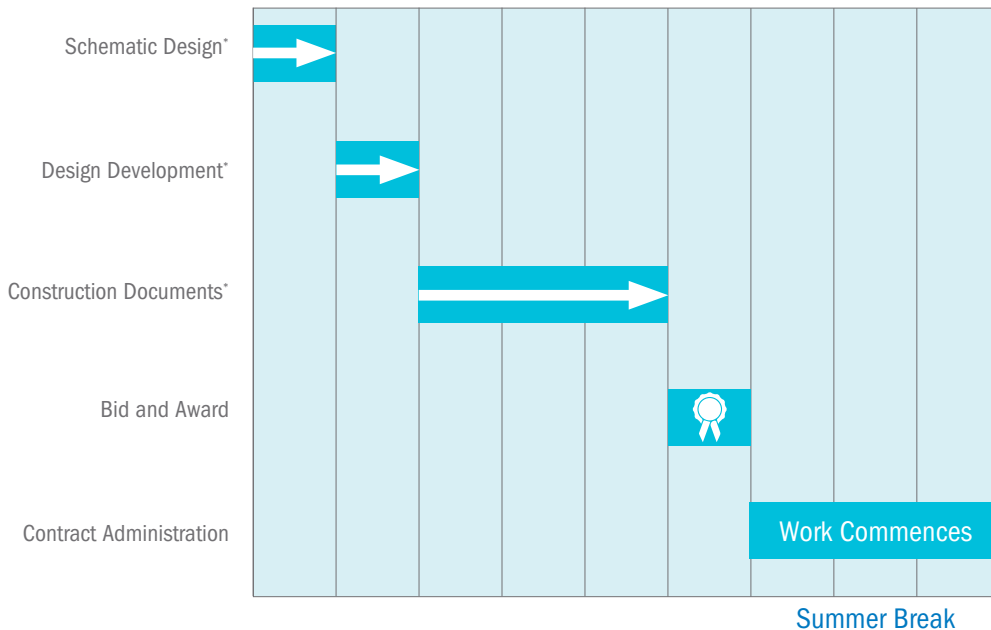 Schematic Design*
Design Development*
Construction Documents*
Bid and Award
Contract Administration
Work Commences
Summer Break